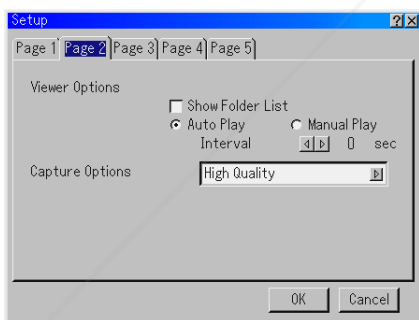 Setup
Page 1 Page 2 Page 3 Page 4 Page 5
Viewer Options
Show Folder List
Auto Play Manual Play
Interval 0 sec
Capture Options High Quality
OK Cancel